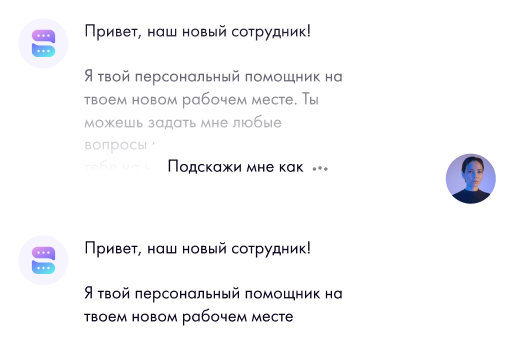 Привет, наш новый сотрудник!
Я твой персональный помощник на
твоем новом рабочем месте. Ты
можешь задать мне любые
вопросы
Подскажи мне как
Привет, наш новый сотрудник!
Я твой персональный помощник на
твоем новом рабочем месте